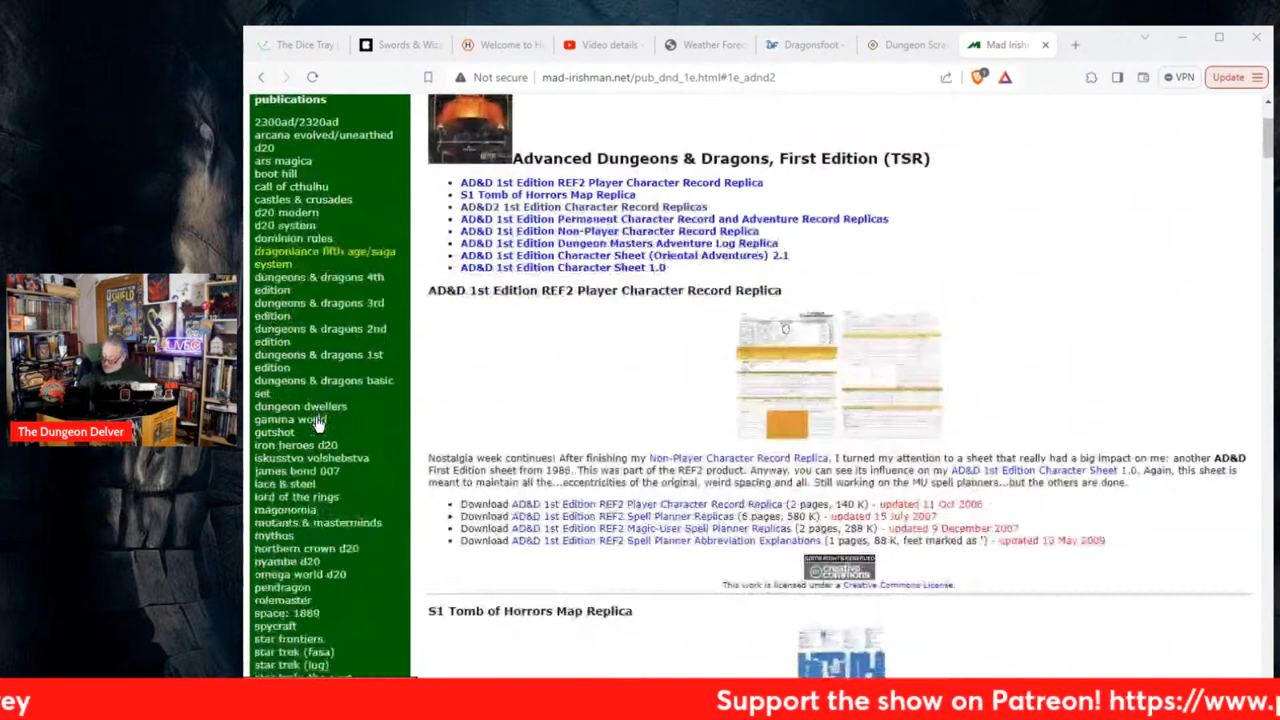 The Dice Tray
Swords & Wiz
Welcome to H
Video details -
Weather Forec
Dragonsfoot -
Dungeon Scra
Mad Irishm
Not secure
mad-irishman.net/pub_dnd_1e.html#1e_adnd2
VPN
Update
publications
2300ad/2320ad
arcana evolved/unearthed
d20
ars magica
boot hill
call of cthulhu
castles & crusades
d20 modern
d20 system
dominion rules
dragonlance fifth age/saga
system
dungeons & dragons 4th
edition
dungeons & dragons 3rd
edition
dungeons & dragons 2nd
edition
dungeons & dragons 1st
edition
dungeons & dragons basic
set
dungeon dwellers
gamma world
gutshot
iron heroes d20
iskusstvo volshebstva
james bond 007
lace & steel
lord of the rings
magonomia
mutants & masterminds
mythos
northern crown d20
nyambe d20
omega world d20
pendragon
rolemaster
space: 1889
spycraft
star frontiers
star trek (fasa)
star trek (lug)
Advanced Dungeons & Dragons, First Edition (TSR)
AD&D 1st Edition REF2 Player Character Record Replica
S1 Tomb of Horrors Map Replica
AD&D2 1st Edition Character Record Replicas
AD&D 1st Edition Permanent Character Record and Adventure Record Replicas
AD&D 1st Edition Non-Player Character Record Replica
AD&D 1st Edition Dungeon Masters Adventure Log Replica
AD&D 1st Edition Character Sheet (Oriental Adventures) 2.1
AD&D 1st Edition Character Sheet 1.0
AD&D 1st Edition REF2 Player Character Record Replica
Nostalgia week continues! After finishing my Non-Player Character Record Replica, I turned my attention to a sheet that really had a big impact on me: another AD&D
First Edition sheet from 1986. This was part of the REF2 product. Anyway, you can see its influence on my AD&D 1st Edition Character Sheet 1.0. Again, this sheet is
meant to maintain all the...eccentricities of the original, weird spacing and all. Still working on the MU spell planners...but the others are done.
Download AD&D 1st Edition REF2 Player Character Record Replica (2 pages, 140 K) - updated 11 Oct 2006
Download AD&D 1st Edition REF2 Spell Planner Replicas (6 pages, 580 K) - updated 15 July 2007
Download AD&D 1st Edition REF2 Magic-User Spell Planner Replicas (2 pages, 288 K) - updated 9 December 2007
Download AD&D 1st Edition REF2 Spell Planner Abbreviation Explanations (1 pages, 88 K, feet marked as ') - updated 10 May 2009
SOME RIGHTS RESERVED
creative commons
This work is licensed under a Creative Commons License.
S1 Tomb of Horrors Map Replica
SHIELD
LIVE
The Dungeon Delver
rey
Support the show on Patreon! https://www.p